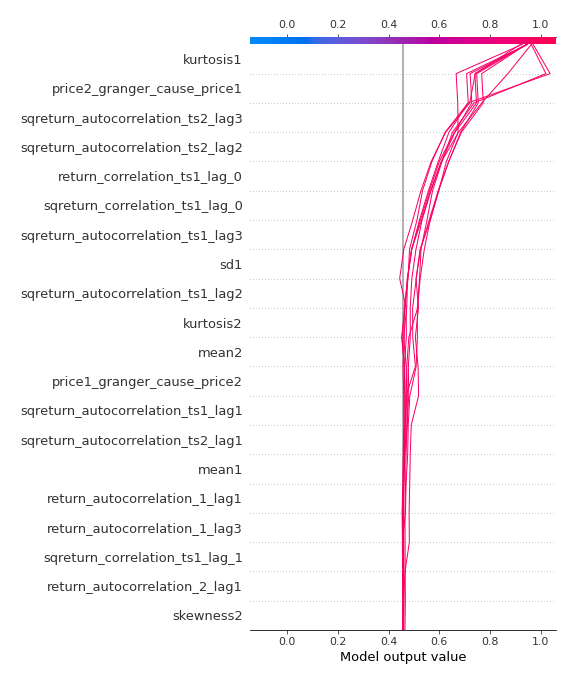 0.0 0.2 0.4 0.6 0.8 1.0
kurtosis1
price2_granger_cause_price1
sqreturn_autocorrelation_ts2_lag3
sqreturn_autocorrelation_ts2_lag2
return_correlation_ts1_lag_0
sqreturn_correlation_ts1_lag_0
sqreturn_autocorrelation_ts1_lag3
sd1
sqreturn_autocorrelation_ts1_lag2
kurtosis2
mean2
price1_granger_cause_price2
sqreturn_autocorrelation_ts1_lag1
sqreturn_autocorrelation_ts2_lag1
mean1
return_autocorrelation_1_lag1
return_autocorrelation_1_lag3
sqreturn_correlation_ts1_lag_1
return_autocorrelation_2_lag1
skewness2
0.0 0.2 0.4 0.6 0.8 1.0
Model output value